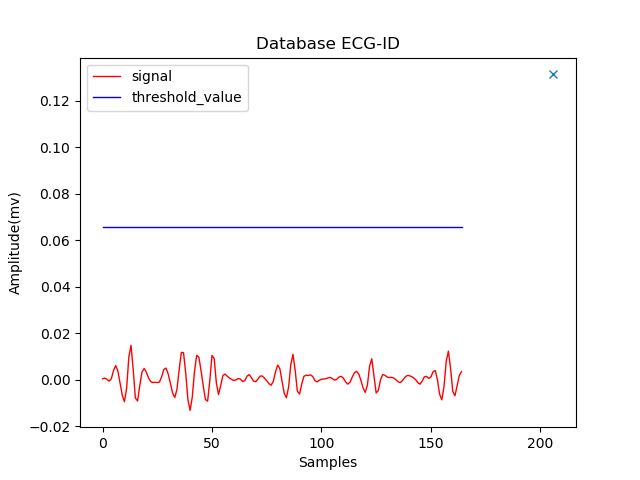 Database ECG-ID
signal
threshold_value
Amplitude(mv)
0.12
0.10
0.08
0.06
0.04
0.02
0.00
−0.02
0 50 100 150 200
Samples